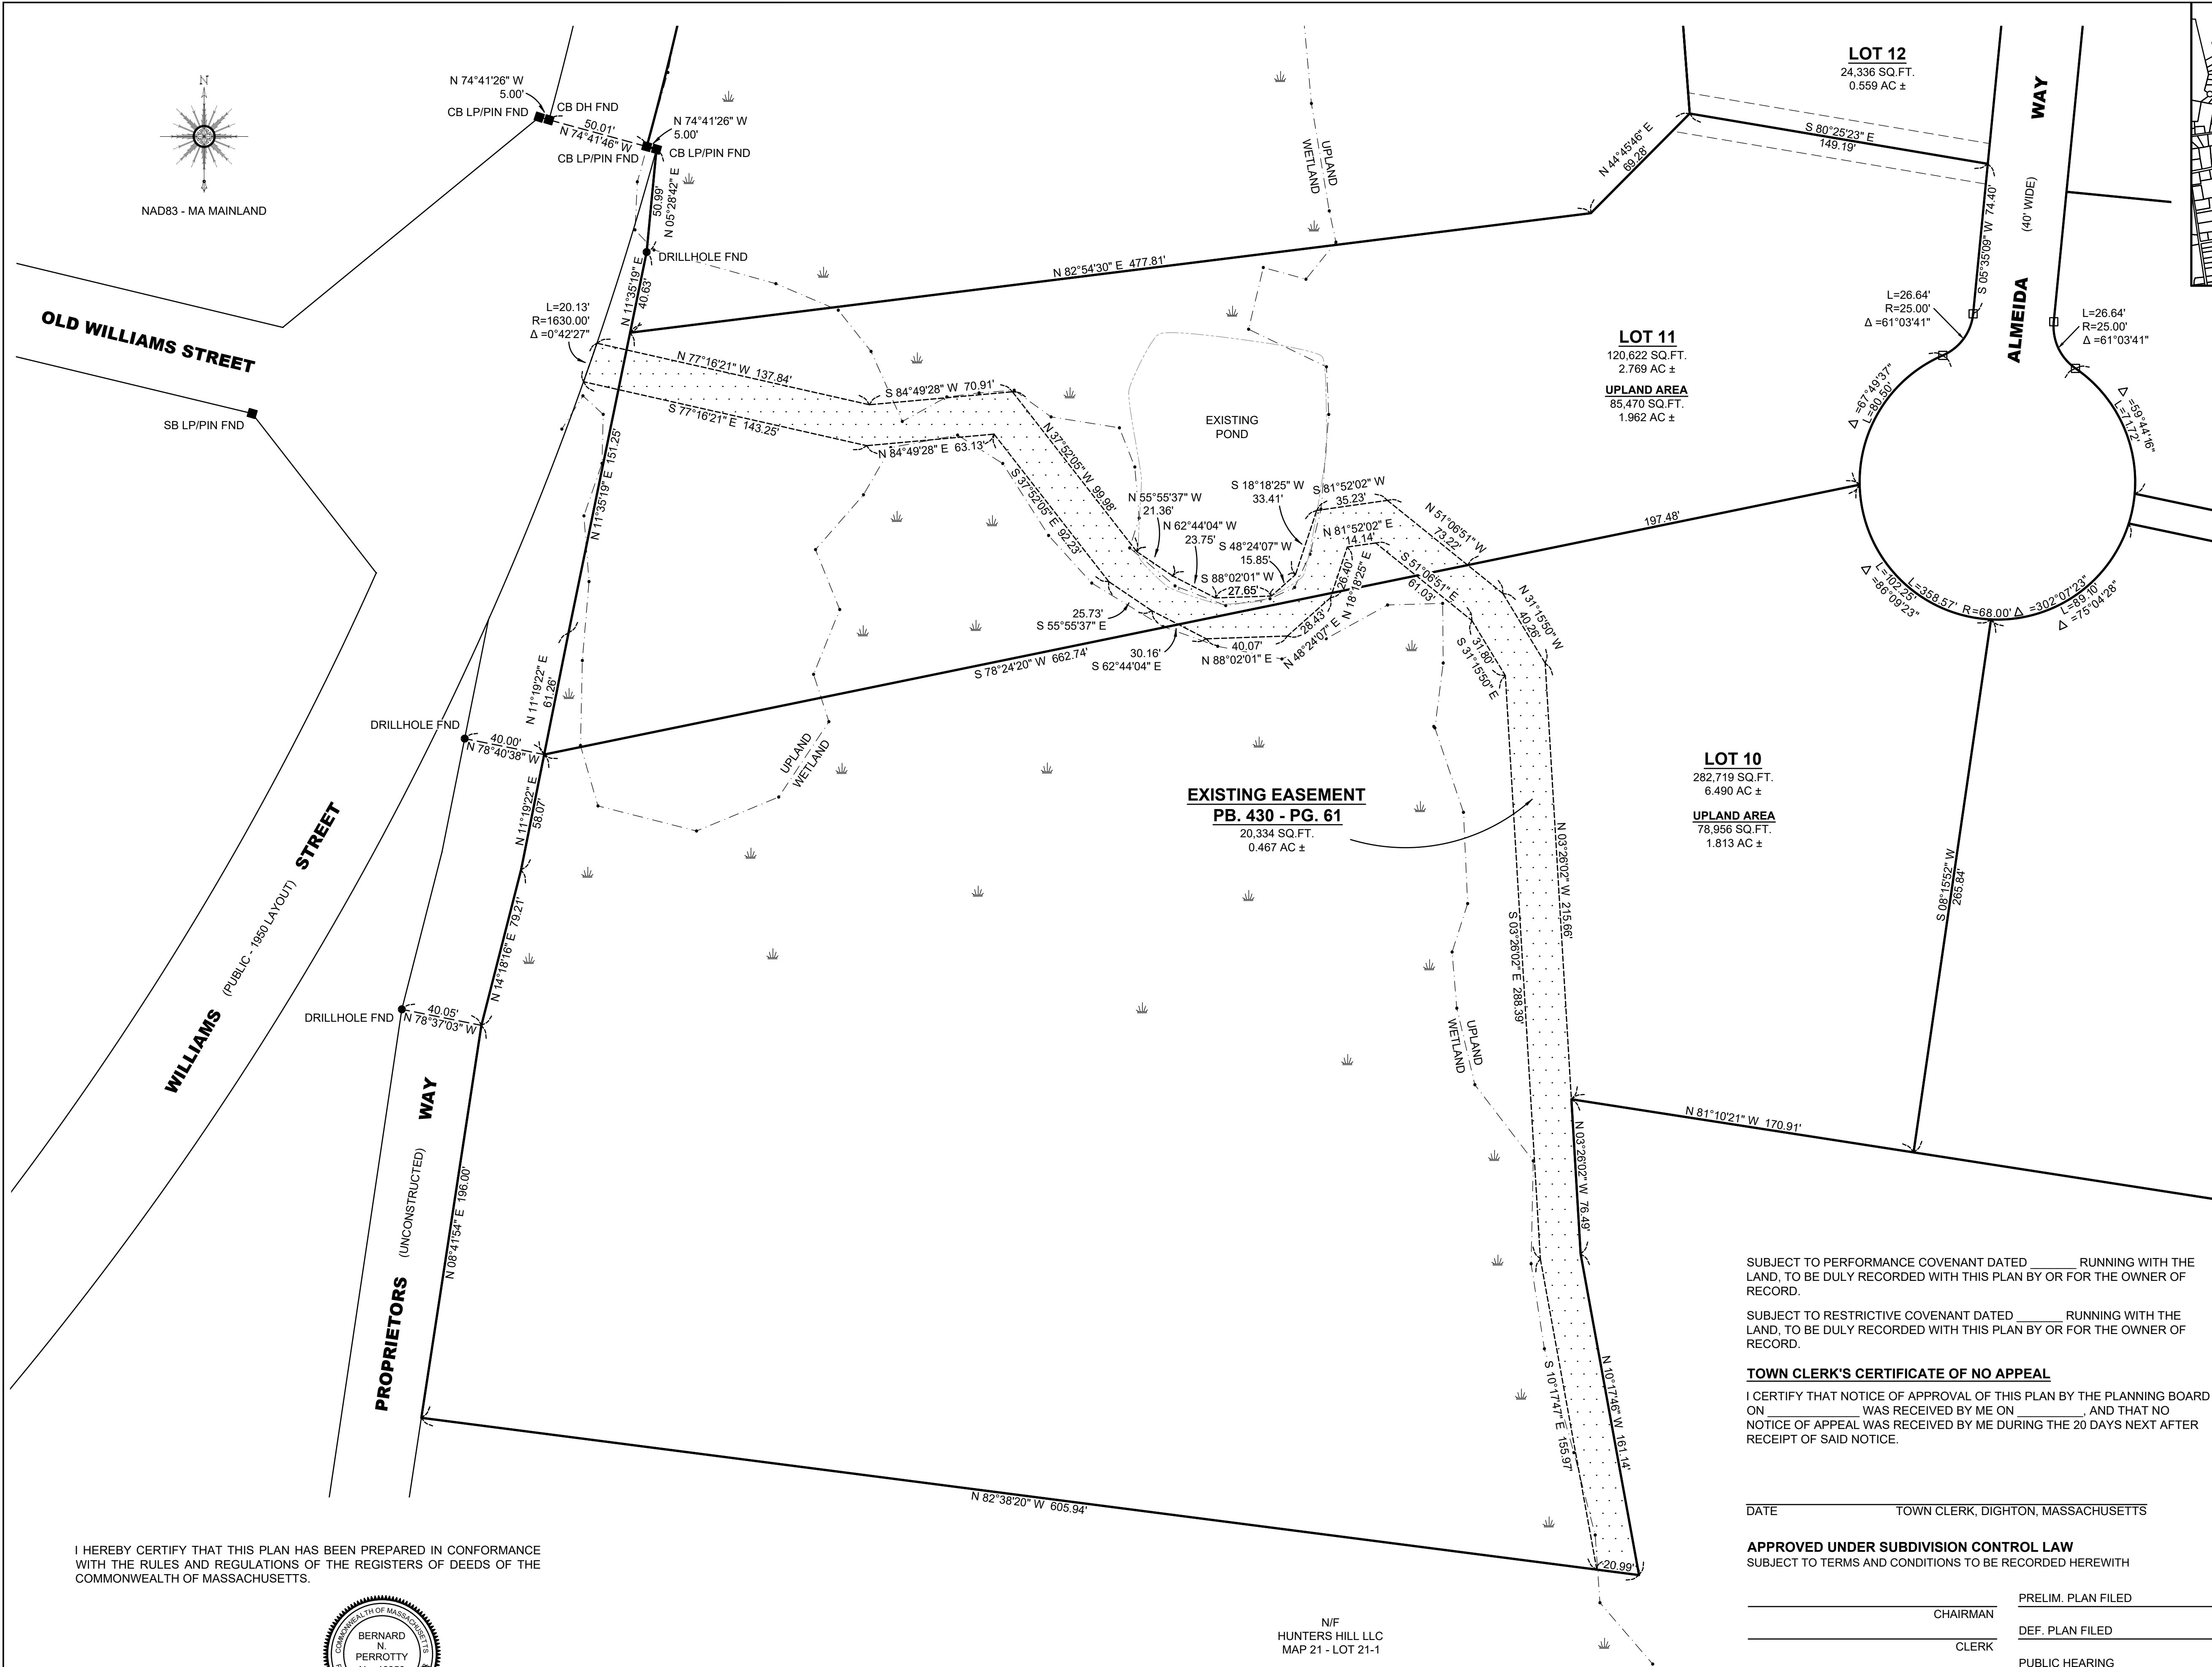 N
NAD83 - MA MAINLAND
N 74°41'26" W
5.00'
CB LP/PIN FND
CB DH FND
50.01'
N 74°41'46" W
CB LP/PIN FND
N 74°41'26" W
5.00'
CB LP/PIN FND
50.99'
N 05°28'42" E
DRILLHOLE FND
N 11°35'19" E
40.63'
L=20.13'
R=1630.00'
Δ =0°42'27"
OLD WILLIAMS STREET
SB LP/PIN FND
N 82°54'30" E 477.81'
UPLAND
WETLAND
N 44°45'46" E
69.28'
LOT 12
24,336 SQ.FT.
0.559 AC ±
S 80°25'23" E
149.19'
S 05°35'09" W 74.40'
ALMEIDA WAY
(40' WIDE)
L=26.64'
R=25.00'
Δ =61°03'41"
L=26.64'
R=25.00'
Δ =61°03'41"
Δ =67°49'37"
L=80.50'
Δ =59°44'16"
L=71.72'
L=102.25'
Δ =86°09'23"
L=358.57' R=68.00' Δ =302°07'23"
L=89.10'
Δ =75°04'28"
LOT 11
120,622 SQ.FT.
2.769 AC ±
UPLAND AREA
85,470 SQ.FT.
1.962 AC ±
N 77°16'21" W 137.84'
S 84°49'28" W 70.91'
S 77°16'21" E 143.25'
N 84°49'28" E 63.13'
N 37°52'05" W 99.98'
S 37°52'05" E 92.23'
EXISTING
POND
N 55°55'37" W
21.36'
N 62°44'04" W
23.75'
S 18°18'25" W
33.41'
S 48°24'07" W
15.85'
S 88°02'01" W
27.65'
S 81°52'02" W
35.23'
N 81°52'02" E
14.14'
N 51°06'51" W
73.22'
S 51°06'51" E
61.03'
26.40'
N 18°18'25" E
28.43'
N 48°24'07" E
40.07'
N 88°02'01" E
25.73'
S 55°55'37" E
30.16'
S 62°44'04" E
N 31°15'50" W
40.26'
31.80'
S 31°15'50" E
197.48'
S 78°24'20" W 662.74'
N 11°35'19" E 151.25'
N 11°19'22" E
61.26'
DRILLHOLE FND
40.00'
N 78°40'38" W
N 11°19'22" E
58.07'
UPLAND
WETLAND
EXISTING EASEMENT
PB. 430 - PG. 61
20,334 SQ.FT.
0.467 AC ±
LOT 10
282,719 SQ.FT.
6.490 AC ±
UPLAND AREA
78,956 SQ.FT.
1.813 AC ±
N 03°26'02" W 215.66'
S 03°26'02" E 288.39'
S 08°15'52" W
265.84'
WILLIAMS (PUBLIC - 1950 LAYOUT) STREET
N 14°18'16" E 79.21'
DRILLHOLE FND
40.05'
N 78°37'03" W
UPLAND
WETLAND
N 81°10'21" W 170.91'
N 03°26'02" W 76.49'
PROPRIETORS (UNCONSTRUCTED) WAY
N 08°41'54" E 196.00'
N 10°17'46" W 161.14'
S 10°17'47" E 155.97'
N 82°38'20" W 605.94'
20.99'
SUBJECT TO PERFORMANCE COVENANT DATED _______ RUNNING WITH THE
LAND, TO BE DULY RECORDED WITH THIS PLAN BY OR FOR THE OWNER OF
RECORD.
SUBJECT TO RESTRICTIVE COVENANT DATED _______ RUNNING WITH THE
LAND, TO BE DULY RECORDED WITH THIS PLAN BY OR FOR THE OWNER OF
RECORD.
TOWN CLERK'S CERTIFICATE OF NO APPEAL
I CERTIFY THAT NOTICE OF APPROVAL OF THIS PLAN BY THE PLANNING BOARD
ON ______________ WAS RECEIVED BY ME ON __________, AND THAT NO
NOTICE OF APPEAL WAS RECEIVED BY ME DURING THE 20 DAYS NEXT AFTER
RECEIPT OF SAID NOTICE.
DATE TOWN CLERK, DIGHTON, MASSACHUSETTS
APPROVED UNDER SUBDIVISION CONTROL LAW
SUBJECT TO TERMS AND CONDITIONS TO BE RECORDED HEREWITH
CHAIRMAN
CLERK
PRELIM. PLAN FILED
DEF. PLAN FILED
PUBLIC HEARING
I HEREBY CERTIFY THAT THIS PLAN HAS BEEN PREPARED IN CONFORMANCE
WITH THE RULES AND REGULATIONS OF THE REGISTERS OF DEEDS OF THE
COMMONWEALTH OF MASSACHUSETTS.
COMMONWEALTH OF MASSACHUSETTS
BERNARD
N.
PERROTTY
N/F
HUNTERS HILL LLC
MAP 21 - LOT 21-1